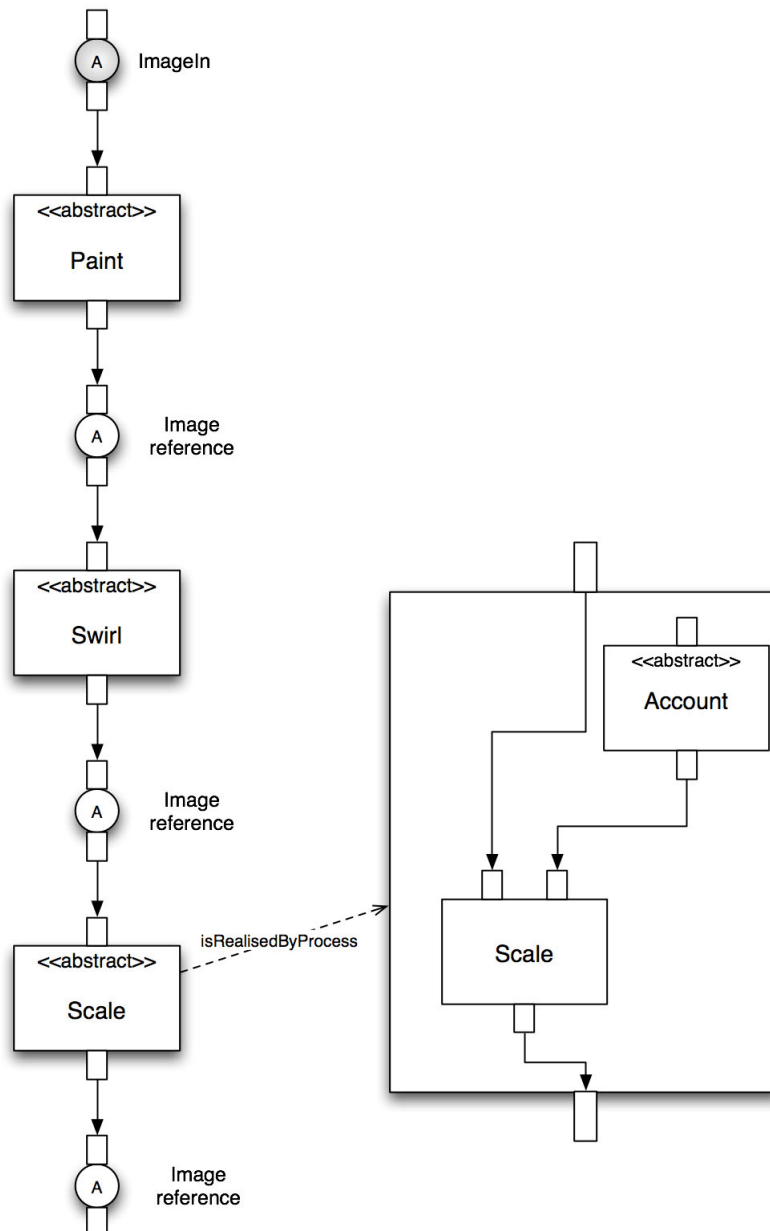 A
ImageIn
<<abstract>>
Paint
A
Image
reference
<<abstract>>
Swirl
A
Image
reference
<<abstract>>
Scale
isRealisedByProcess
<<abstract>>
Account
Scale
A
Image
reference